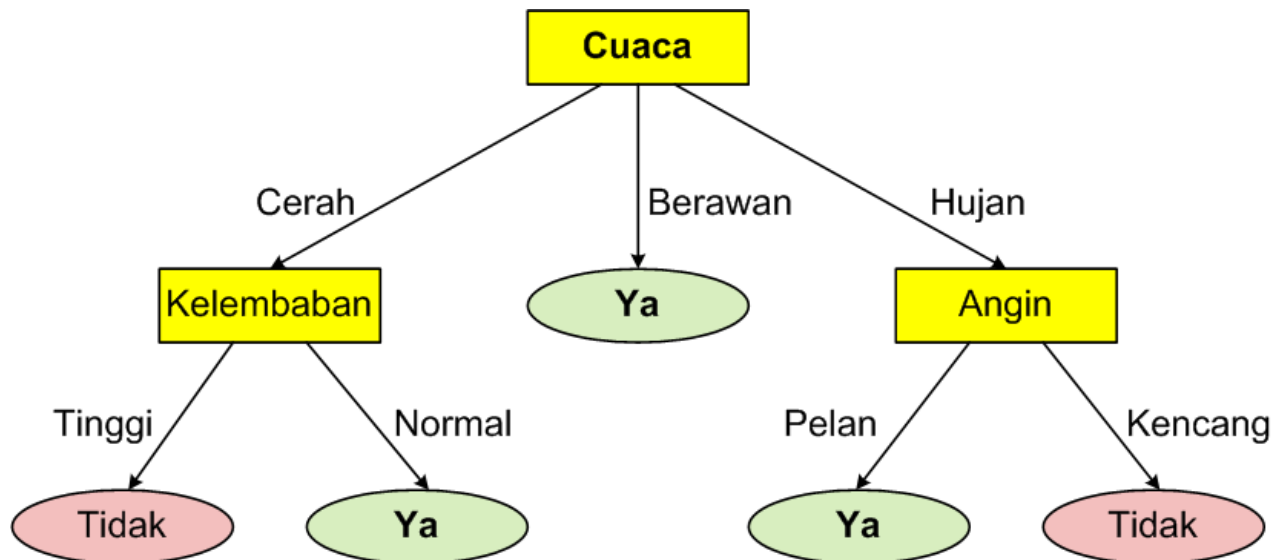 Cuaca
Cerah
Berawan
Hujan
Kelembaban
Ya
Angin
Tinggi
Normal
Pelan
Kencang
Tidak
Ya
Ya
Tidak